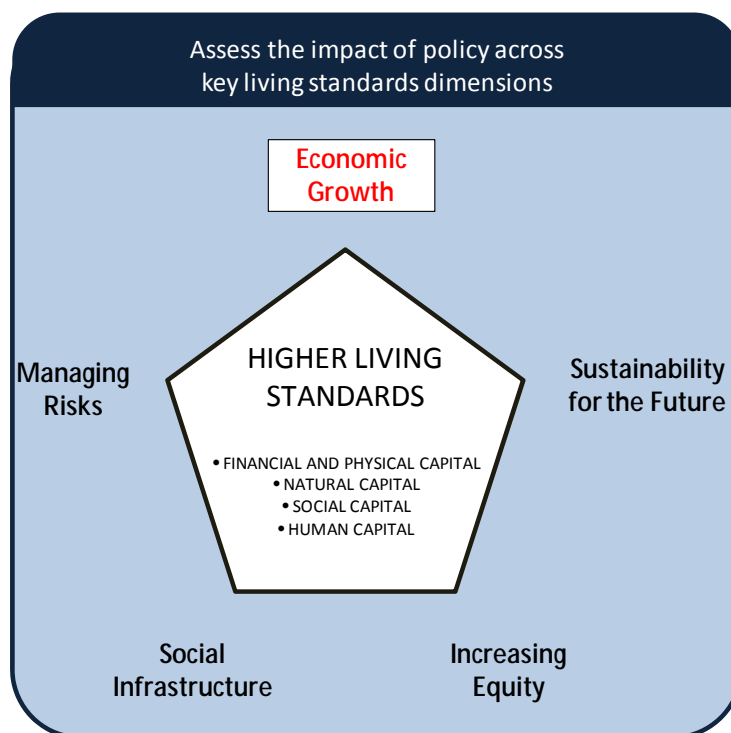 Assess the impact of policy across
key living standards dimensions
Economic
Growth
Managing
Risks
HIGHER LIVING
STANDARDS
• FINANCIAL AND PHYSICAL CAPITAL
• NATURAL CAPITAL
• SOCIAL CAPITAL
• HUMAN CAPITAL
Sustainability
for the Future
Social
Infrastructure
Increasing
Equity